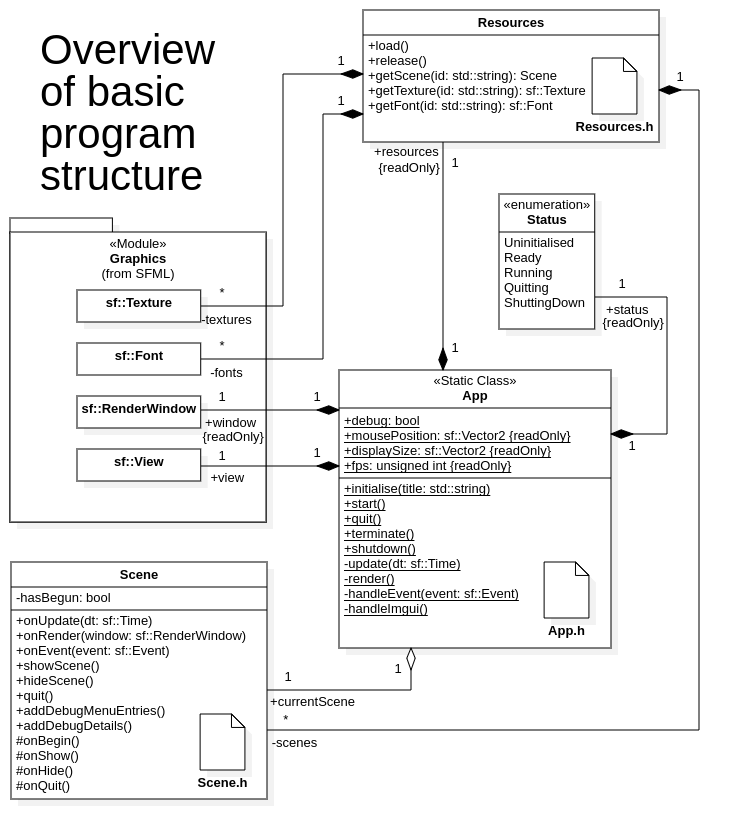 Overview
of basic
program
structure
Resources
+load()
+release()
+getScene(id: std::string): Scene
+getTexture(id: std::string): sf::Texture
+getFont(id: std::string): sf::Font
Resources.h
1
1
1
+resources
{readOnly}
1
«enumeration»
Status
Uninitialised
Ready
Running
Quitting
ShuttingDown
1
+status
{readOnly}
1
«Module»
Graphics
(from SFML)
sf::Texture
*
-textures
sf::Font
*
-fonts
sf::RenderWindow
1
+window
{readOnly}
1
sf::View
1
+view
1
1
«Static Class»
App
+debug: bool
+mousePosition: sf::Vector2 {readOnly}
+displaySize: sf::Vector2 {readOnly}
+fps: unsigned int {readOnly}
+initialise(title: std::string)
+start()
+quit()
+terminate()
+shutdown()
-update(dt: sf::Time)
-render()
-handleEvent(event: sf::Event)
-handleImgui()
App.h
Scene
-hasBegun: bool
+onUpdate(dt: sf::Time)
+onRender(window: sf::RenderWindow)
+onEvent(event: sf::Event)
+showScene()
+hideScene()
+quit()
+addDebugMenuEntries()
+addDebugDetails()
#onBegin()
#onShow()
#onHide()
#onQuit()
Scene.h
1
1
+currentScene
*
-scenes